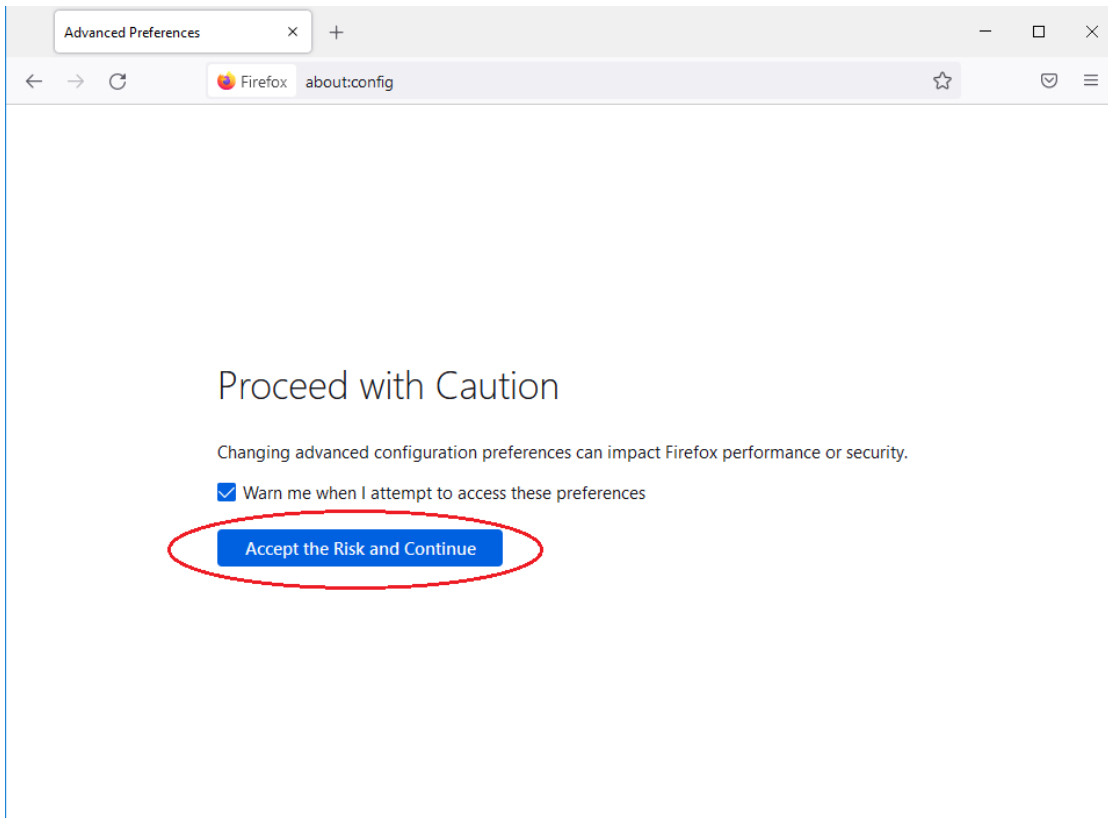 Advanced Preferences
Firefox about:config
Proceed with Caution
Changing advanced configuration preferences can impact Firefox performance or security.
Warn me when I attempt to access these preferences
Accept the Risk and Continue